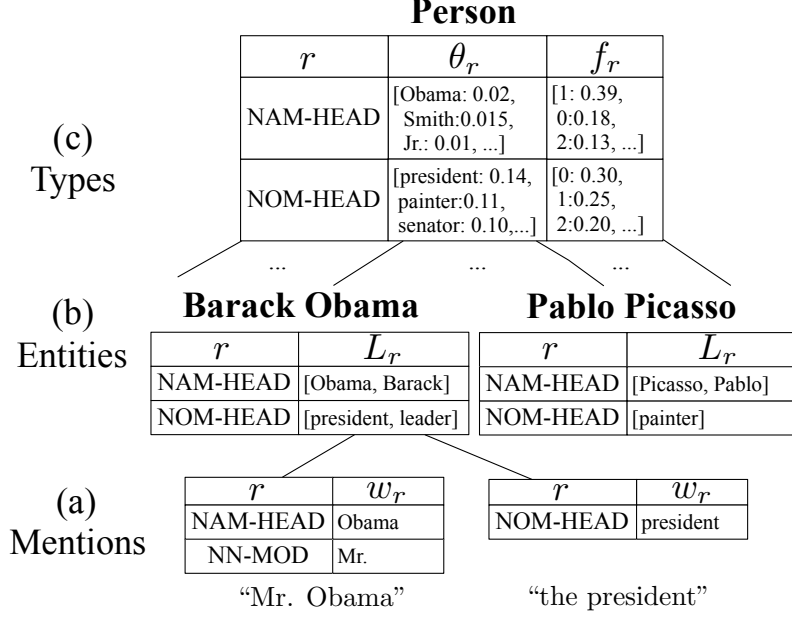 Person
r θr fr
(c)
Types
NAM-HEAD [Obama: 0.02, [1: 0.39,
Smith:0.015, 0:0.18,
Jr.: 0.01, ...] 2:0.13, ...]
NOM-HEAD [president: 0.14, [0: 0.30,
painter:0.11, 1:0.25,
senator: 0.10,...] 2:0.20, ...]
... ... ...
(b)
Entities
Barack Obama Pablo Picasso
r Lr r Lr
NAM-HEAD [Obama, Barack] NAM-HEAD [Picasso, Pablo]
NOM-HEAD [president, leader] NOM-HEAD [painter]
(a)
Mentions
r wr r wr
NAM-HEAD Obama NOM-HEAD president
NN-MOD Mr.
“Mr. Obama” “the president”